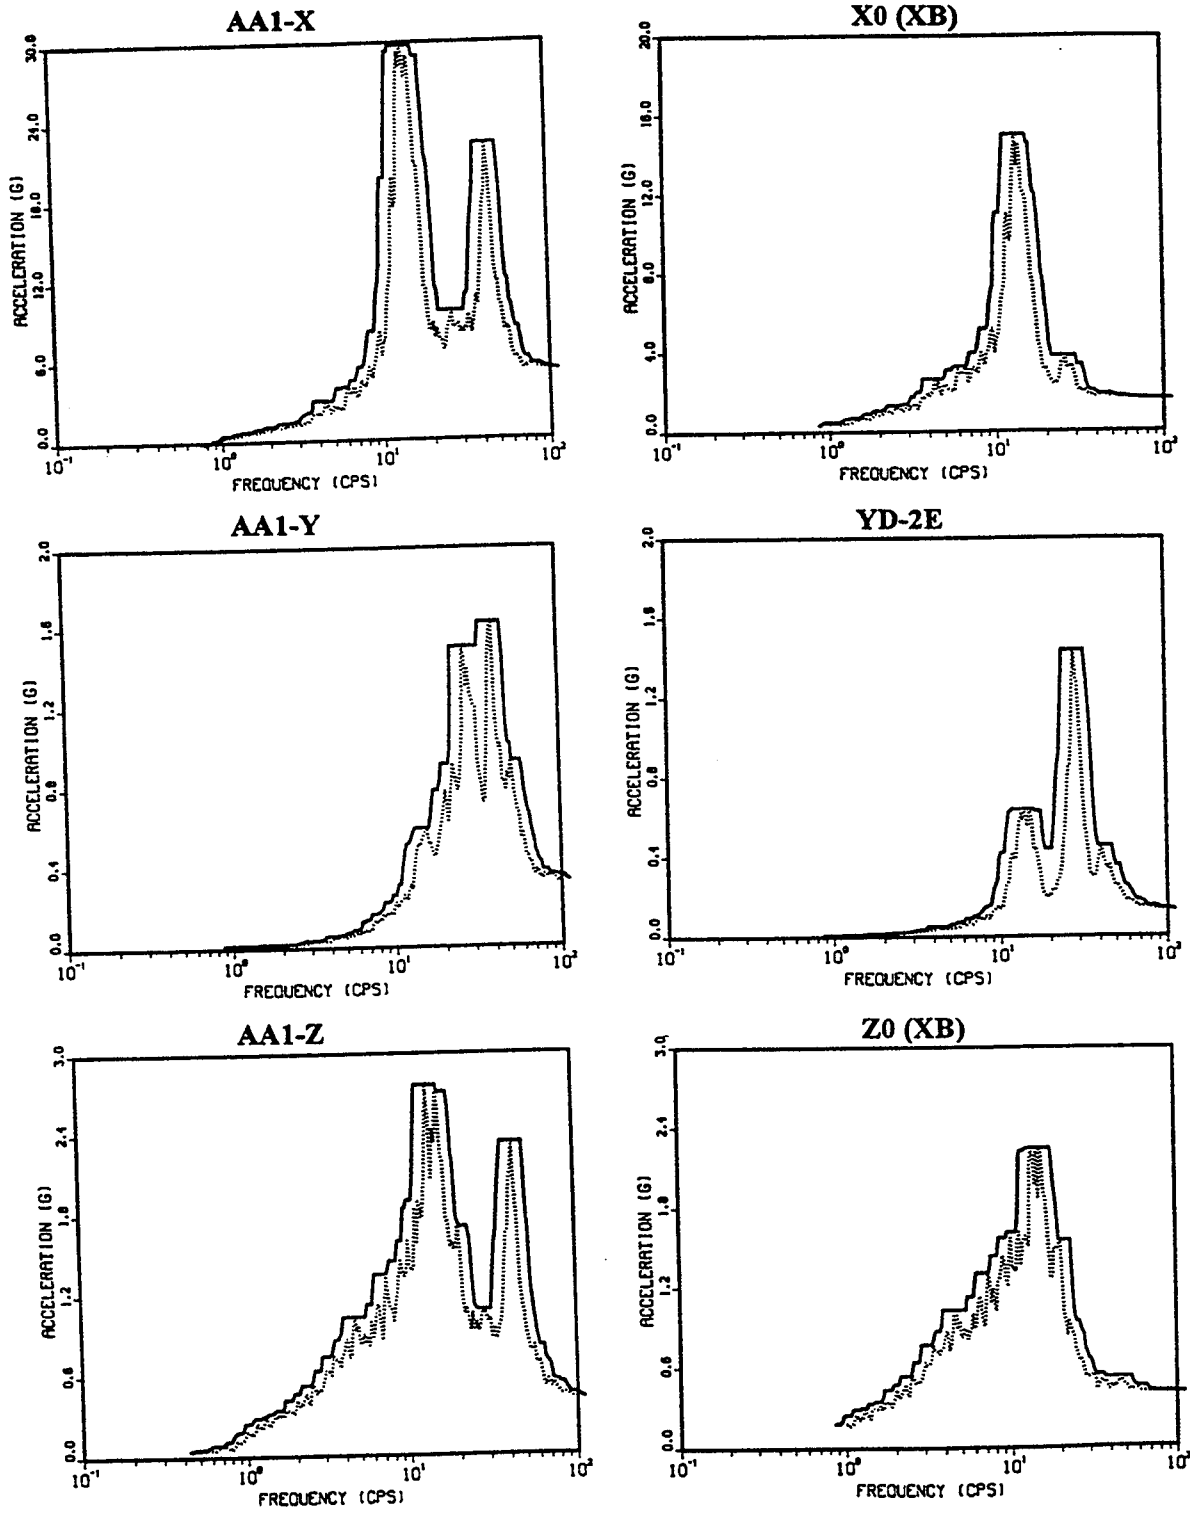 AA1-X
30.0
24.0
18.0
12.0
6.0
0.0
ACCELERATION (G)
10⁻¹ 10⁰ 10¹ 10²
FREQUENCY (CPS)
X0 (XB)
20.0
16.0
12.0
8.0
4.0
0.0
ACCELERATION (G)
10⁻¹ 10⁰ 10¹ 10²
FREQUENCY (CPS)
AA1-Y
2.0
1.6
1.2
0.8
0.4
0.0
ACCELERATION (G)
10⁻¹ 10⁰ 10¹ 10²
FREQUENCY (CPS)
YD-2E
2.0
1.6
1.2
0.8
0.4
0.0
ACCELERATION (G)
10⁻¹ 10⁰ 10¹ 10²
FREQUENCY (CPS)
AA1-Z
3.0
2.4
1.8
1.2
0.6
0.0
ACCELERATION (G)
10⁻¹ 10⁰ 10¹ 10²
FREQUENCY (CPS)
Z0 (XB)
3.0
2.4
1.8
1.2
0.6
0.0
ACCELERATION (G)
10⁻¹ 10⁰ 10¹ 10²
FREQUENCY (CPS)